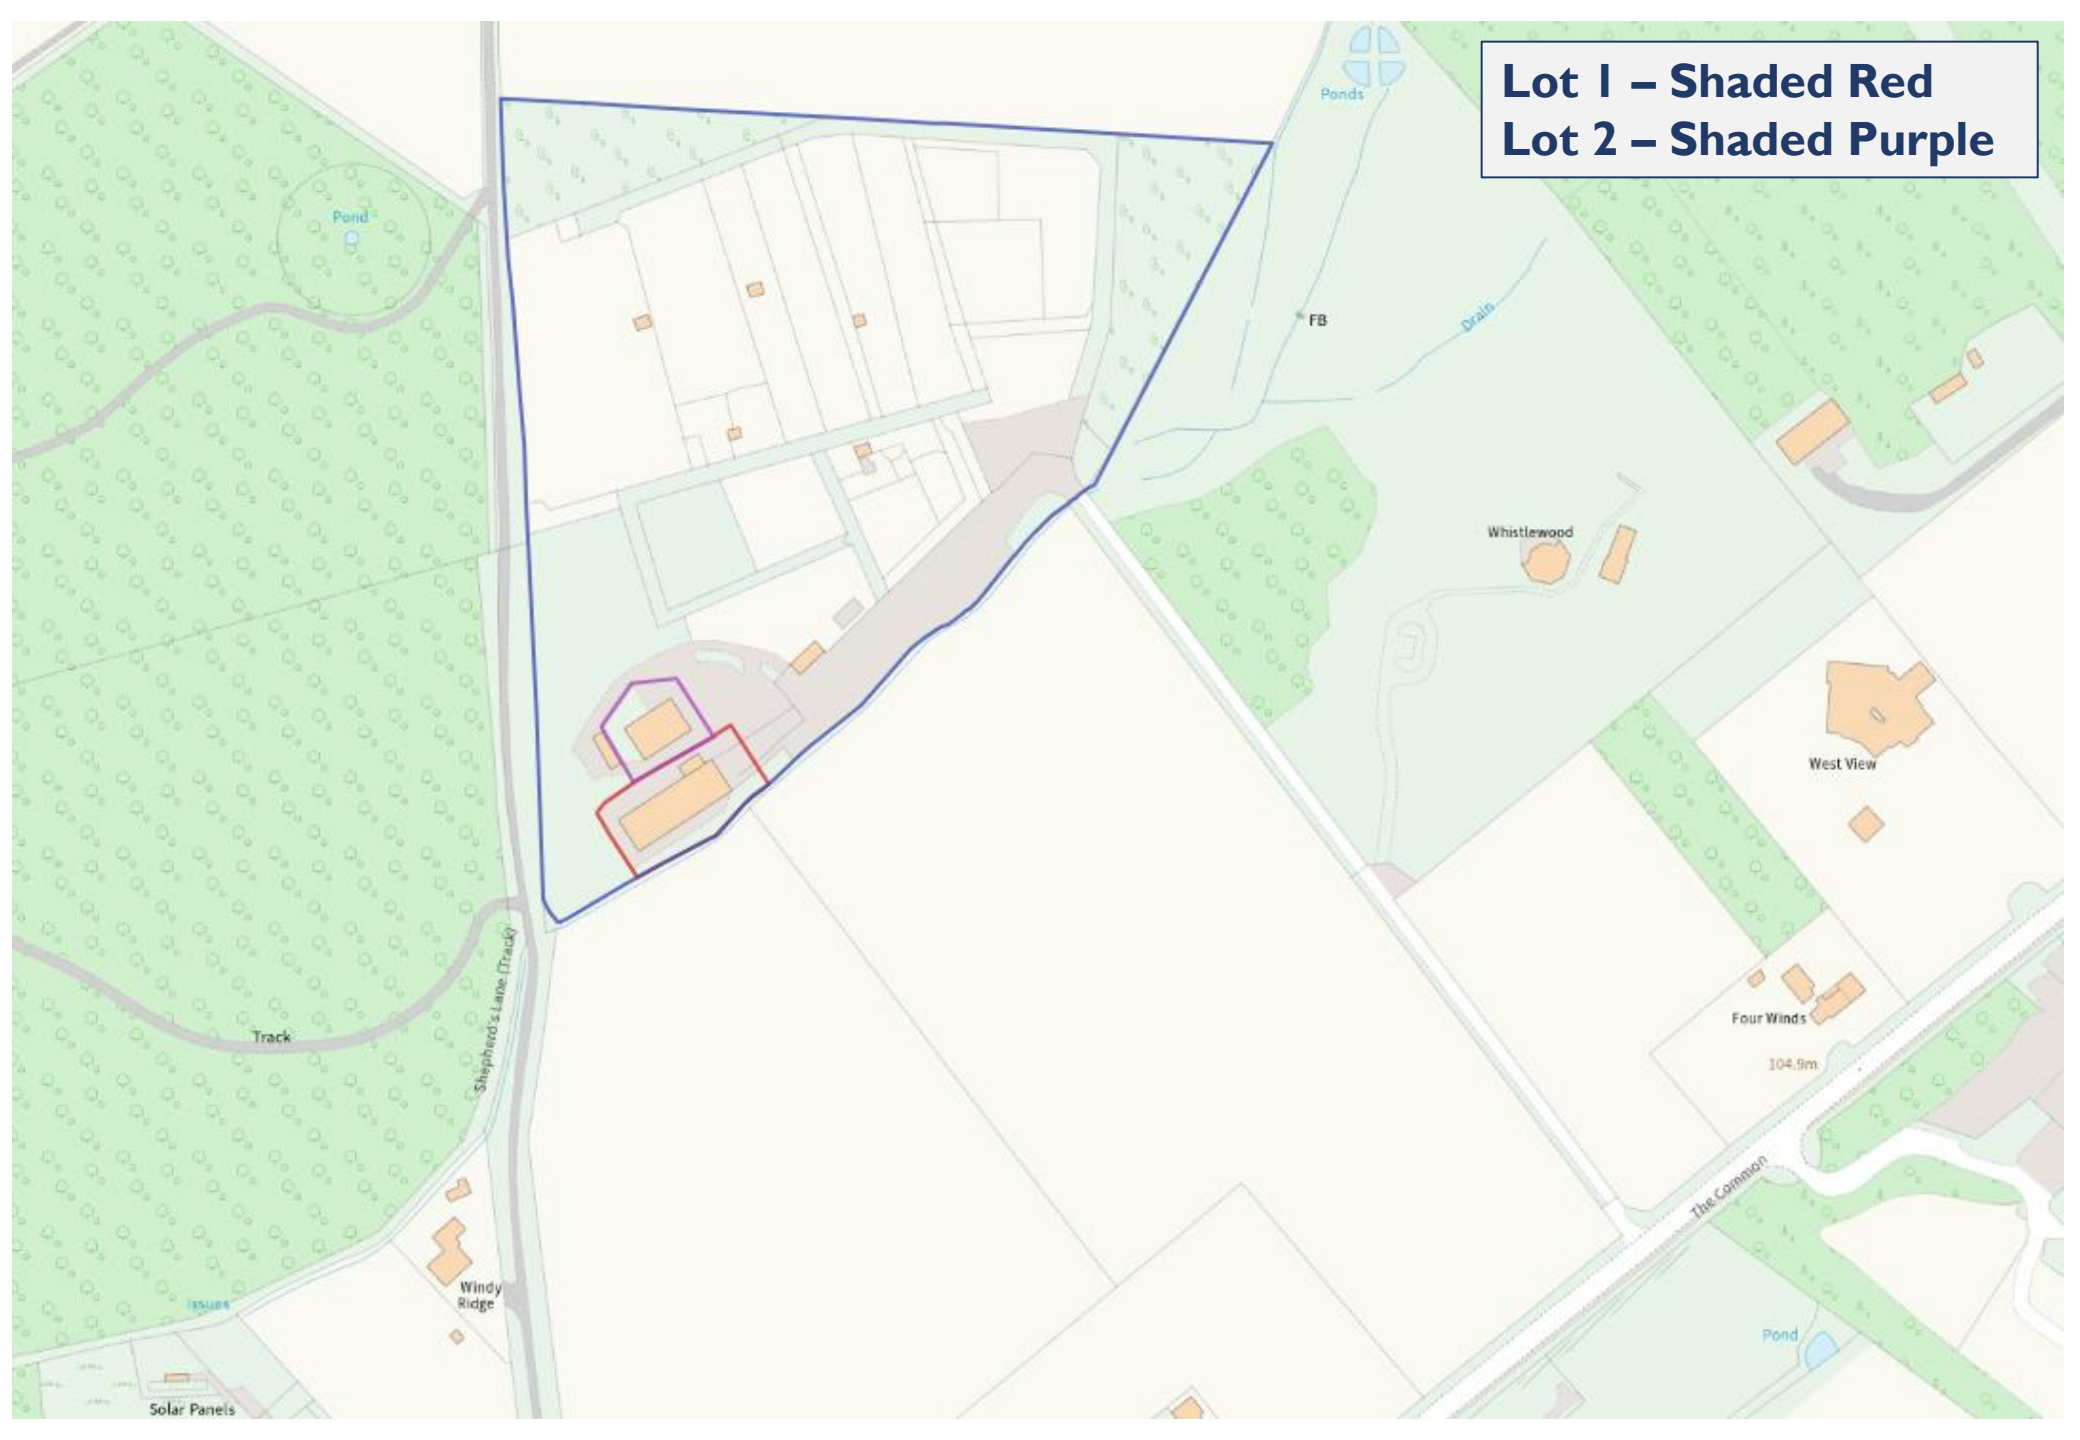 Lot 1 – Shaded Red
Lot 2 – Shaded Purple
Ponds
Pond
FB
Drain
Whistlewood
West View
Four Winds
104.9m
Shepherd's Lane (Track)
Track
The Common
Windy
Ridge
Issues
Pond
Solar Panels